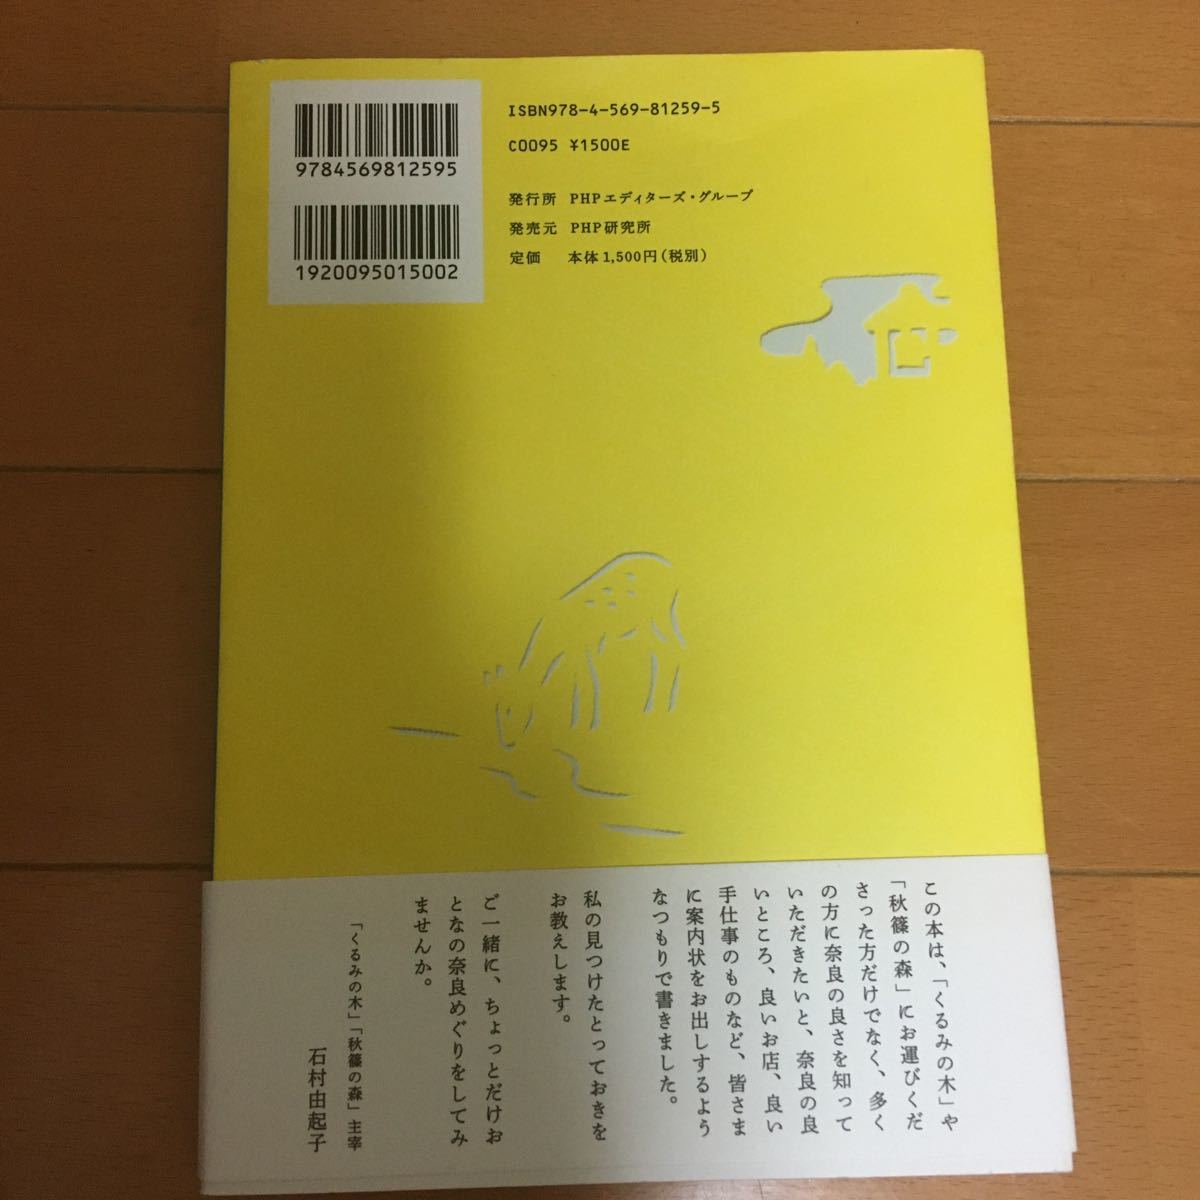 9784569812595
1920095015002
ISBN978-4-569-81259-5
C0095 ¥1500E
発行所 PHPエディターズ・グループ
発売元 PHP研究所
定価 本体1,500円(税別)
この本は、「くるみの木」や
「秋篠の森」にお運びくだ
さった方だけでなく、多く
の方に奈良の良さを知って
いただきたいと、奈良の良
いところ、良いお店、良い
手仕事のものなど、皆さま
に案内状をお出しするよう
なつもりで書きました。
私の見つけたとっておきを
お教えします。
ご一緒に、ちょっとだけお
となの奈良めぐりをしてみ
ませんか。
「くるみの木」「秋篠の森」主宰
石村由起子